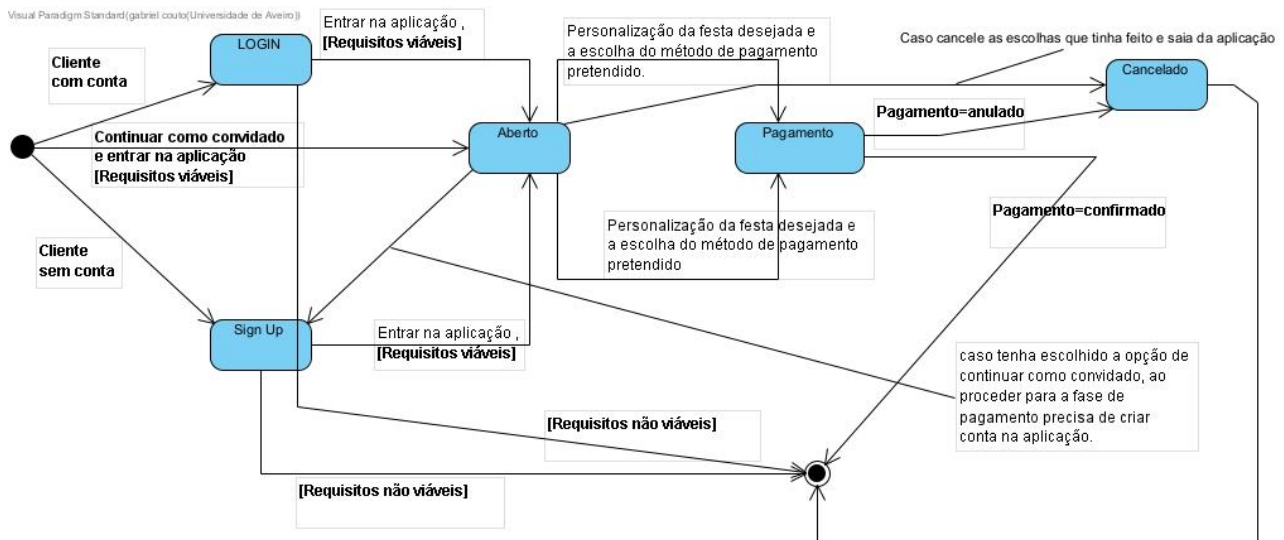 Visual Paradigm Standard(gabriel couto(Universidade de Aveiro))
Cliente
com conta
LOGIN
Entrar na aplicação ,
[Requisitos viáveis]
Personalização da festa desejada e
a escolha do método de pagamento
pretendido.
Caso cancele as escolhas que tinha feito e saia da aplicação
Cancelado
Continuar como convidado
e entrar na aplicação
[Requisitos viáveis]
Aberto
Pagamento
Pagamento=anulado
Pagamento=confirmado
Personalização da festa desejada e
a escolha do método de pagamento
pretendido
Cliente
sem conta
Sign Up
Entrar na aplicação ,
[Requisitos viáveis]
caso tenha escolhido a opção de
continuar como convidado, ao
proceder para a fase de
pagamento precisa de criar
conta na aplicação.
[Requisitos não viáveis]
[Requisitos não viáveis]